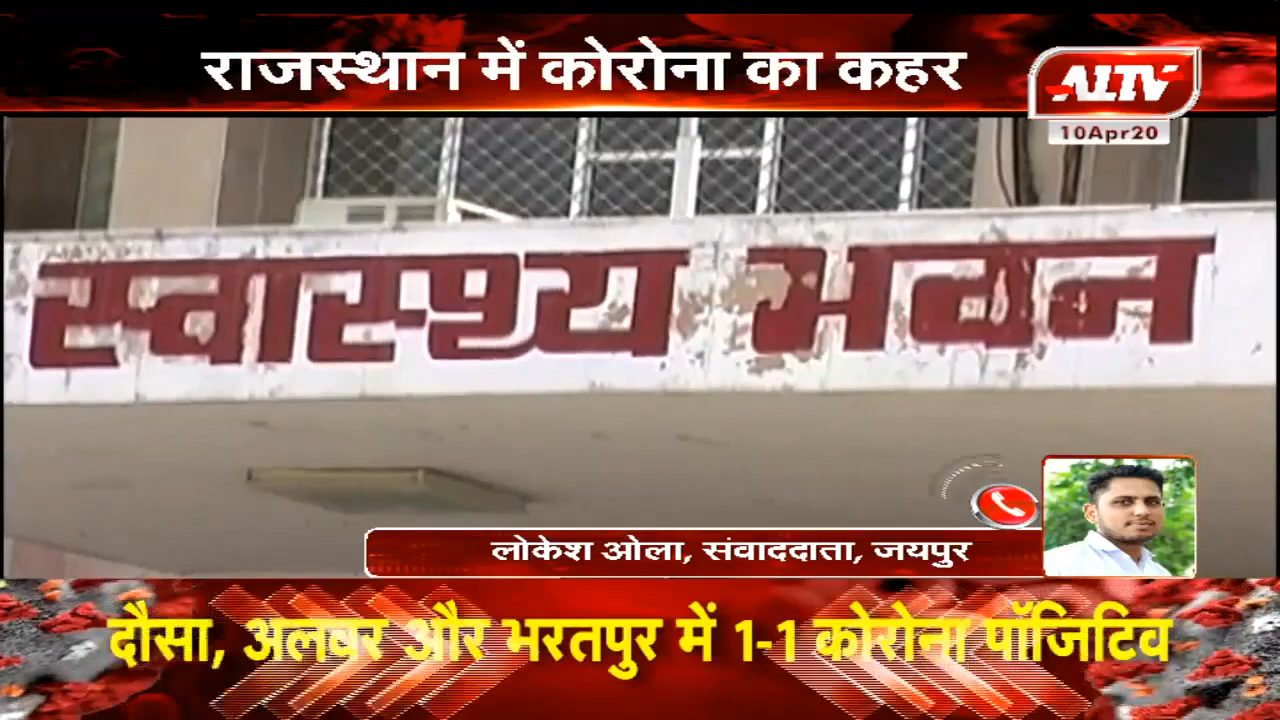 राजस्थान में कोरोना का कहर
ALTV
10Apr20
स्वास्थ्य भवन
लोकेश ओला, संवाददाता, जयपुर
दौसा, अलवर और भरतपुर में 1-1 कोरोना पॉजिटिव